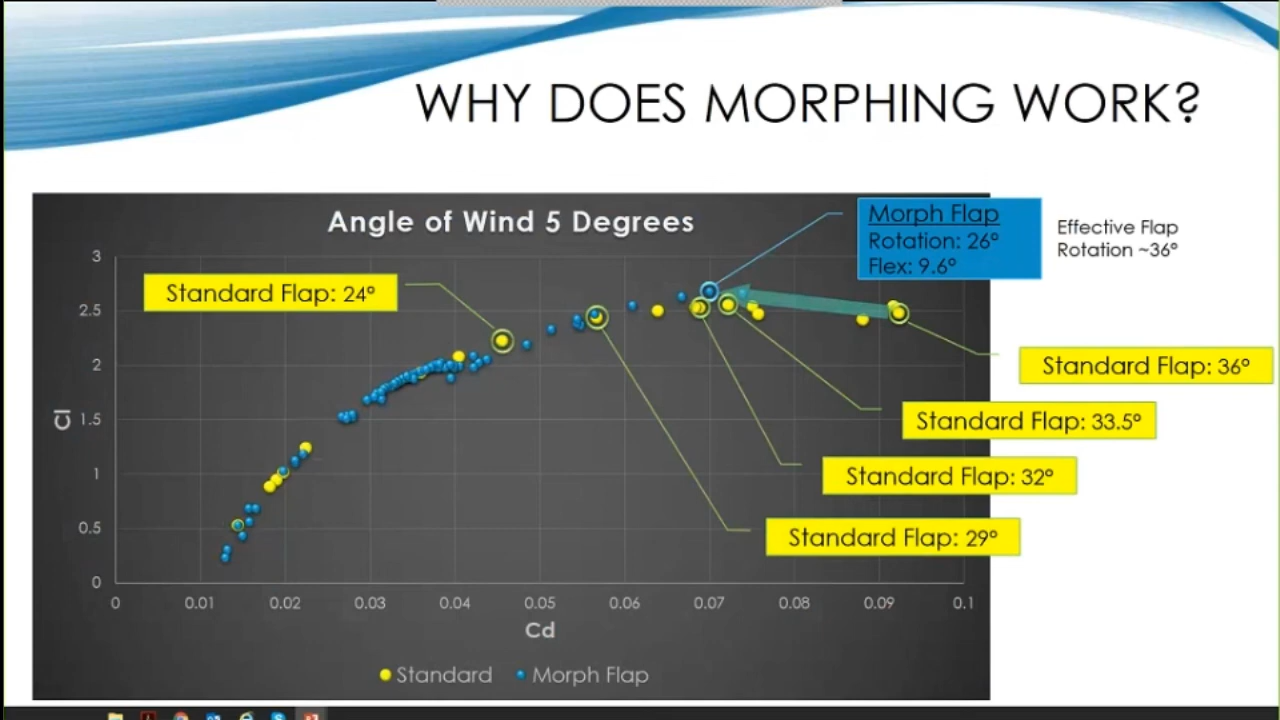 WHY DOES MORPHING WORK?
Angle of Wind 5 Degrees
Morph Flap
Rotation: 26°
Flex: 9.6°
Effective Flap
Rotation ~36°
Standard Flap: 24°
Standard Flap: 36°
Standard Flap: 33.5°
Standard Flap: 32°
Standard Flap: 29°
3
2.5
2
1.5
1
0.5
0
Cl
0 0.01 0.02 0.03 0.04 0.05 0.06 0.07 0.08 0.09 0.1
Cd
Standard Morph Flap